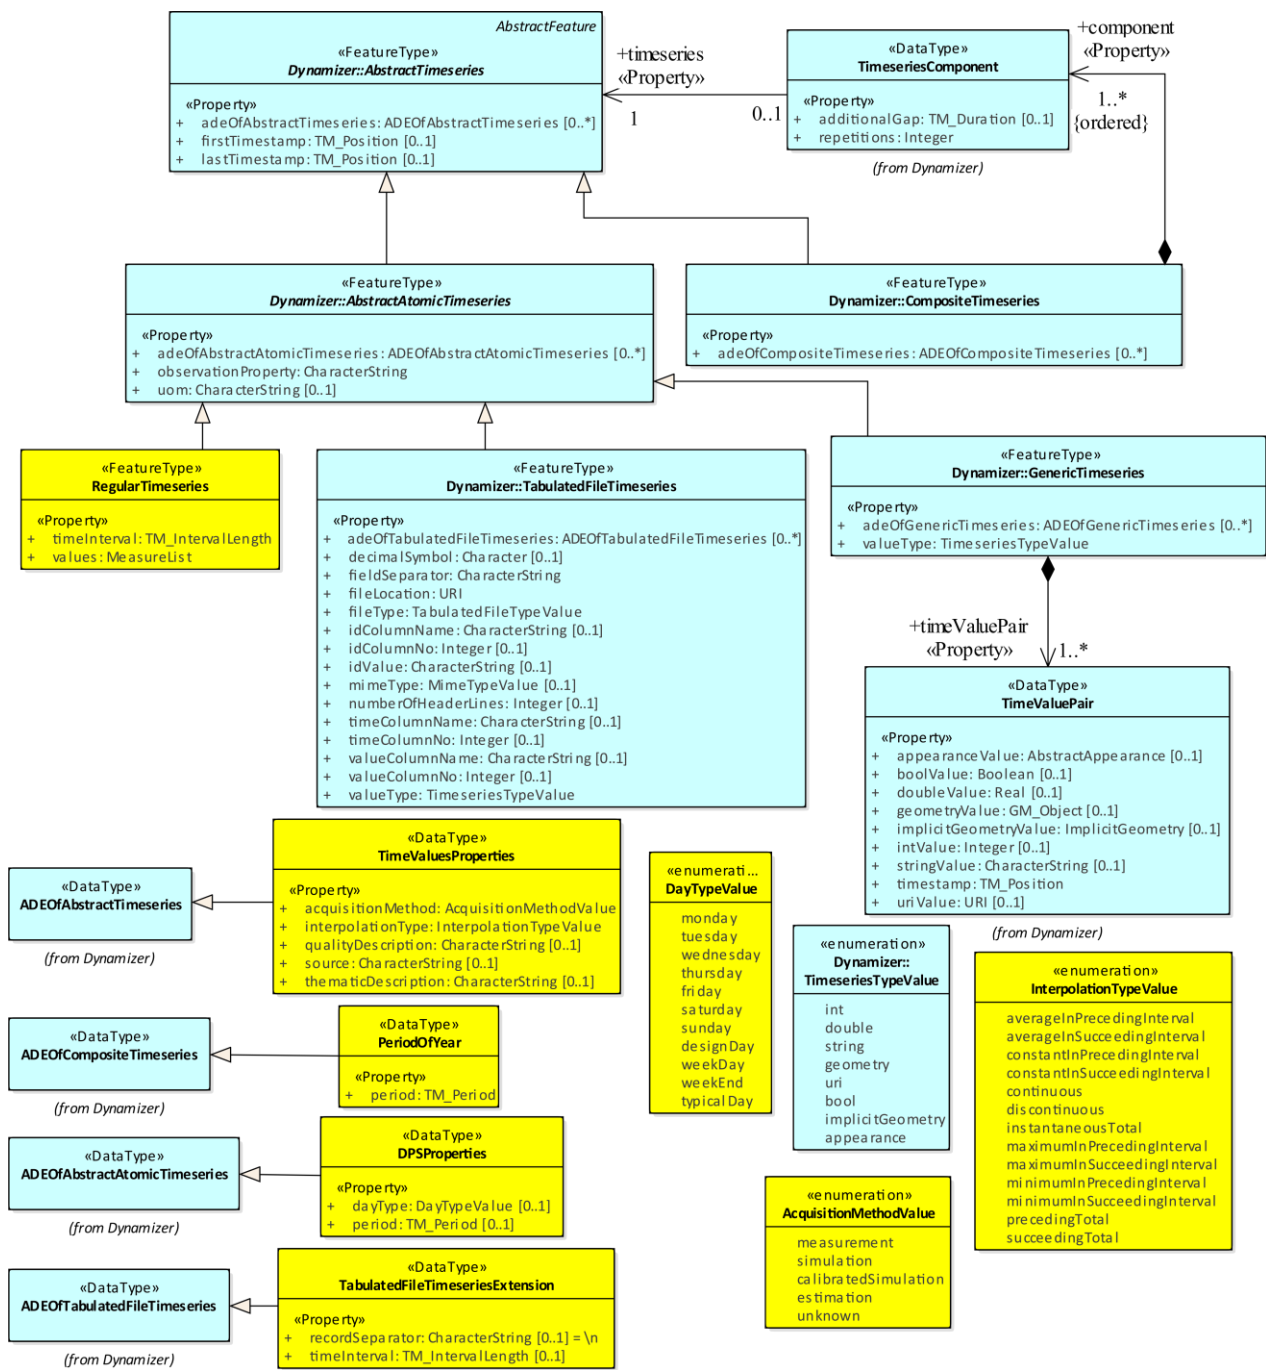 AbstractFeature
«FeatureType»
Dynamizer::AbstractTimeseries
«Property»
+ adeOfAbstractTimeseries: ADEOfAbstractTimeseries [0..*]
+ firstTimestamp: TM_Position [0..1]
+ lastTimestamp: TM_Position [0..1]
+timeseries
«Property»
1
0..1
«DataType»
TimeseriesComponent
«Property»
+ additionalGap: TM_Duration [0..1]
+ repetitions: Integer
(from Dynamizer)
+component
«Property»
1..*
{ordered}
«FeatureType»
Dynamizer::AbstractAtomicTimeseries
«Property»
+ adeOfAbstractAtomicTimeseries: ADEOfAbstractAtomicTimeseries [0..*]
+ observationProperty: CharacterString
+ uom: CharacterString [0..1]
«FeatureType»
Dynamizer::CompositeTimeseries
«Property»
+ adeOfCompositeTimeseries: ADEOfCompositeTimeseries [0..*]
«FeatureType»
RegularTimeseries
«Property»
+ timeInterval: TM_IntervalLength
+ values: MeasureList
«FeatureType»
Dynamizer::TabulatedFileTimeseries
«Property»
+ adeOfTabulatedFileTimeseries: ADEOfTabulatedFileTimeseries [0..*]
+ decimalSymbol: Character [0..1]
+ fieldSeparator: CharacterString
+ fileLocation: URI
+ fileType: TabulatedFileTypeValue
+ idColumnName: CharacterString [0..1]
+ idColumnNo: Integer [0..1]
+ idValue: CharacterString [0..1]
+ mimeType: MimeTypeValue [0..1]
+ numberOfHeaderLines: Integer [0..1]
+ timeColumnName: CharacterString [0..1]
+ timeColumnNo: Integer [0..1]
+ valueColumnName: CharacterString [0..1]
+ valueColumnNo: Integer [0..1]
+ valueType: TimeseriesTypeValue
«FeatureType»
Dynamizer::GenericTimeseries
«Property»
+ adeOfGenericTimeseries: ADEOfGenericTimeseries [0..*]
+ valueType: TimeseriesTypeValue
+timeValuePair
«Property»
1..*
«DataType»
TimeValuePair
«Property»
+ appearanceValue: AbstractAppearance [0..1]
+ boolValue: Boolean [0..1]
+ doubleValue: Real [0..1]
+ geometryValue: GM_Object [0..1]
+ implicitGeometryValue: ImplicitGeometry [0..1]
+ intValue: Integer [0..1]
+ stringValue: CharacterString [0..1]
+ timestamp: TM_Position
+ uriValue: URI [0..1]
(from Dynamizer)
«DataType»
ADEOfAbstractTimeseries
(from Dynamizer)
«DataType»
TimeValuesProperties
«Property»
+ acquisitionMethod: AcquisitionMethodValue
+ interpolationType: InterpolationTypeValue
+ qualityDescription: CharacterString [0..1]
+ source: CharacterString [0..1]
+ thematicDescription: CharacterString [0..1]
«DataType»
ADEOfCompositeTimeseries
(from Dynamizer)
«DataType»
PeriodOfYear
«Property»
+ period: TM_Period
«DataType»
ADEOfAbstractAtomicTimeseries
(from Dynamizer)
«DataType»
DPSProperties
«Property»
+ dayType: DayTypeValue [0..1]
+ period: TM_Period [0..1]
«DataType»
ADEOfTabulatedFileTimeseries
(from Dynamizer)
«DataType»
TabulatedFileTimeseriesExtension
«Property»
+ recordSeparator: CharacterString [0..1] = \n
+ timeInterval: TM_IntervalLength [0..1]
«enumerati...
DayTypeValue
monday
tuesday
wednesday
thursday
friday
saturday
sunday
designDay
weekDay
weekEnd
typicalDay
«enumeration»
Dynamizer::
TimeseriesTypeValue
int
double
string
geometry
uri
bool
implicitGeometry
appearance
«enumeration»
InterpolationTypeValue
averageInPrecedingInterval
averageInSucceedingInterval
constantInPrecedingInterval
constantInSucceedingInterval
continuous
discontinuous
instantaneousTotal
maximumInPrecedingInterval
maximumInSucceedingInterval
minimumInPrecedingInterval
minimumInSucceedingInterval
precedingTotal
succeedingTotal
«enumeration»
AcquisitionMethodValue
measurement
simulation
calibratedSimulation
estimation
unknown